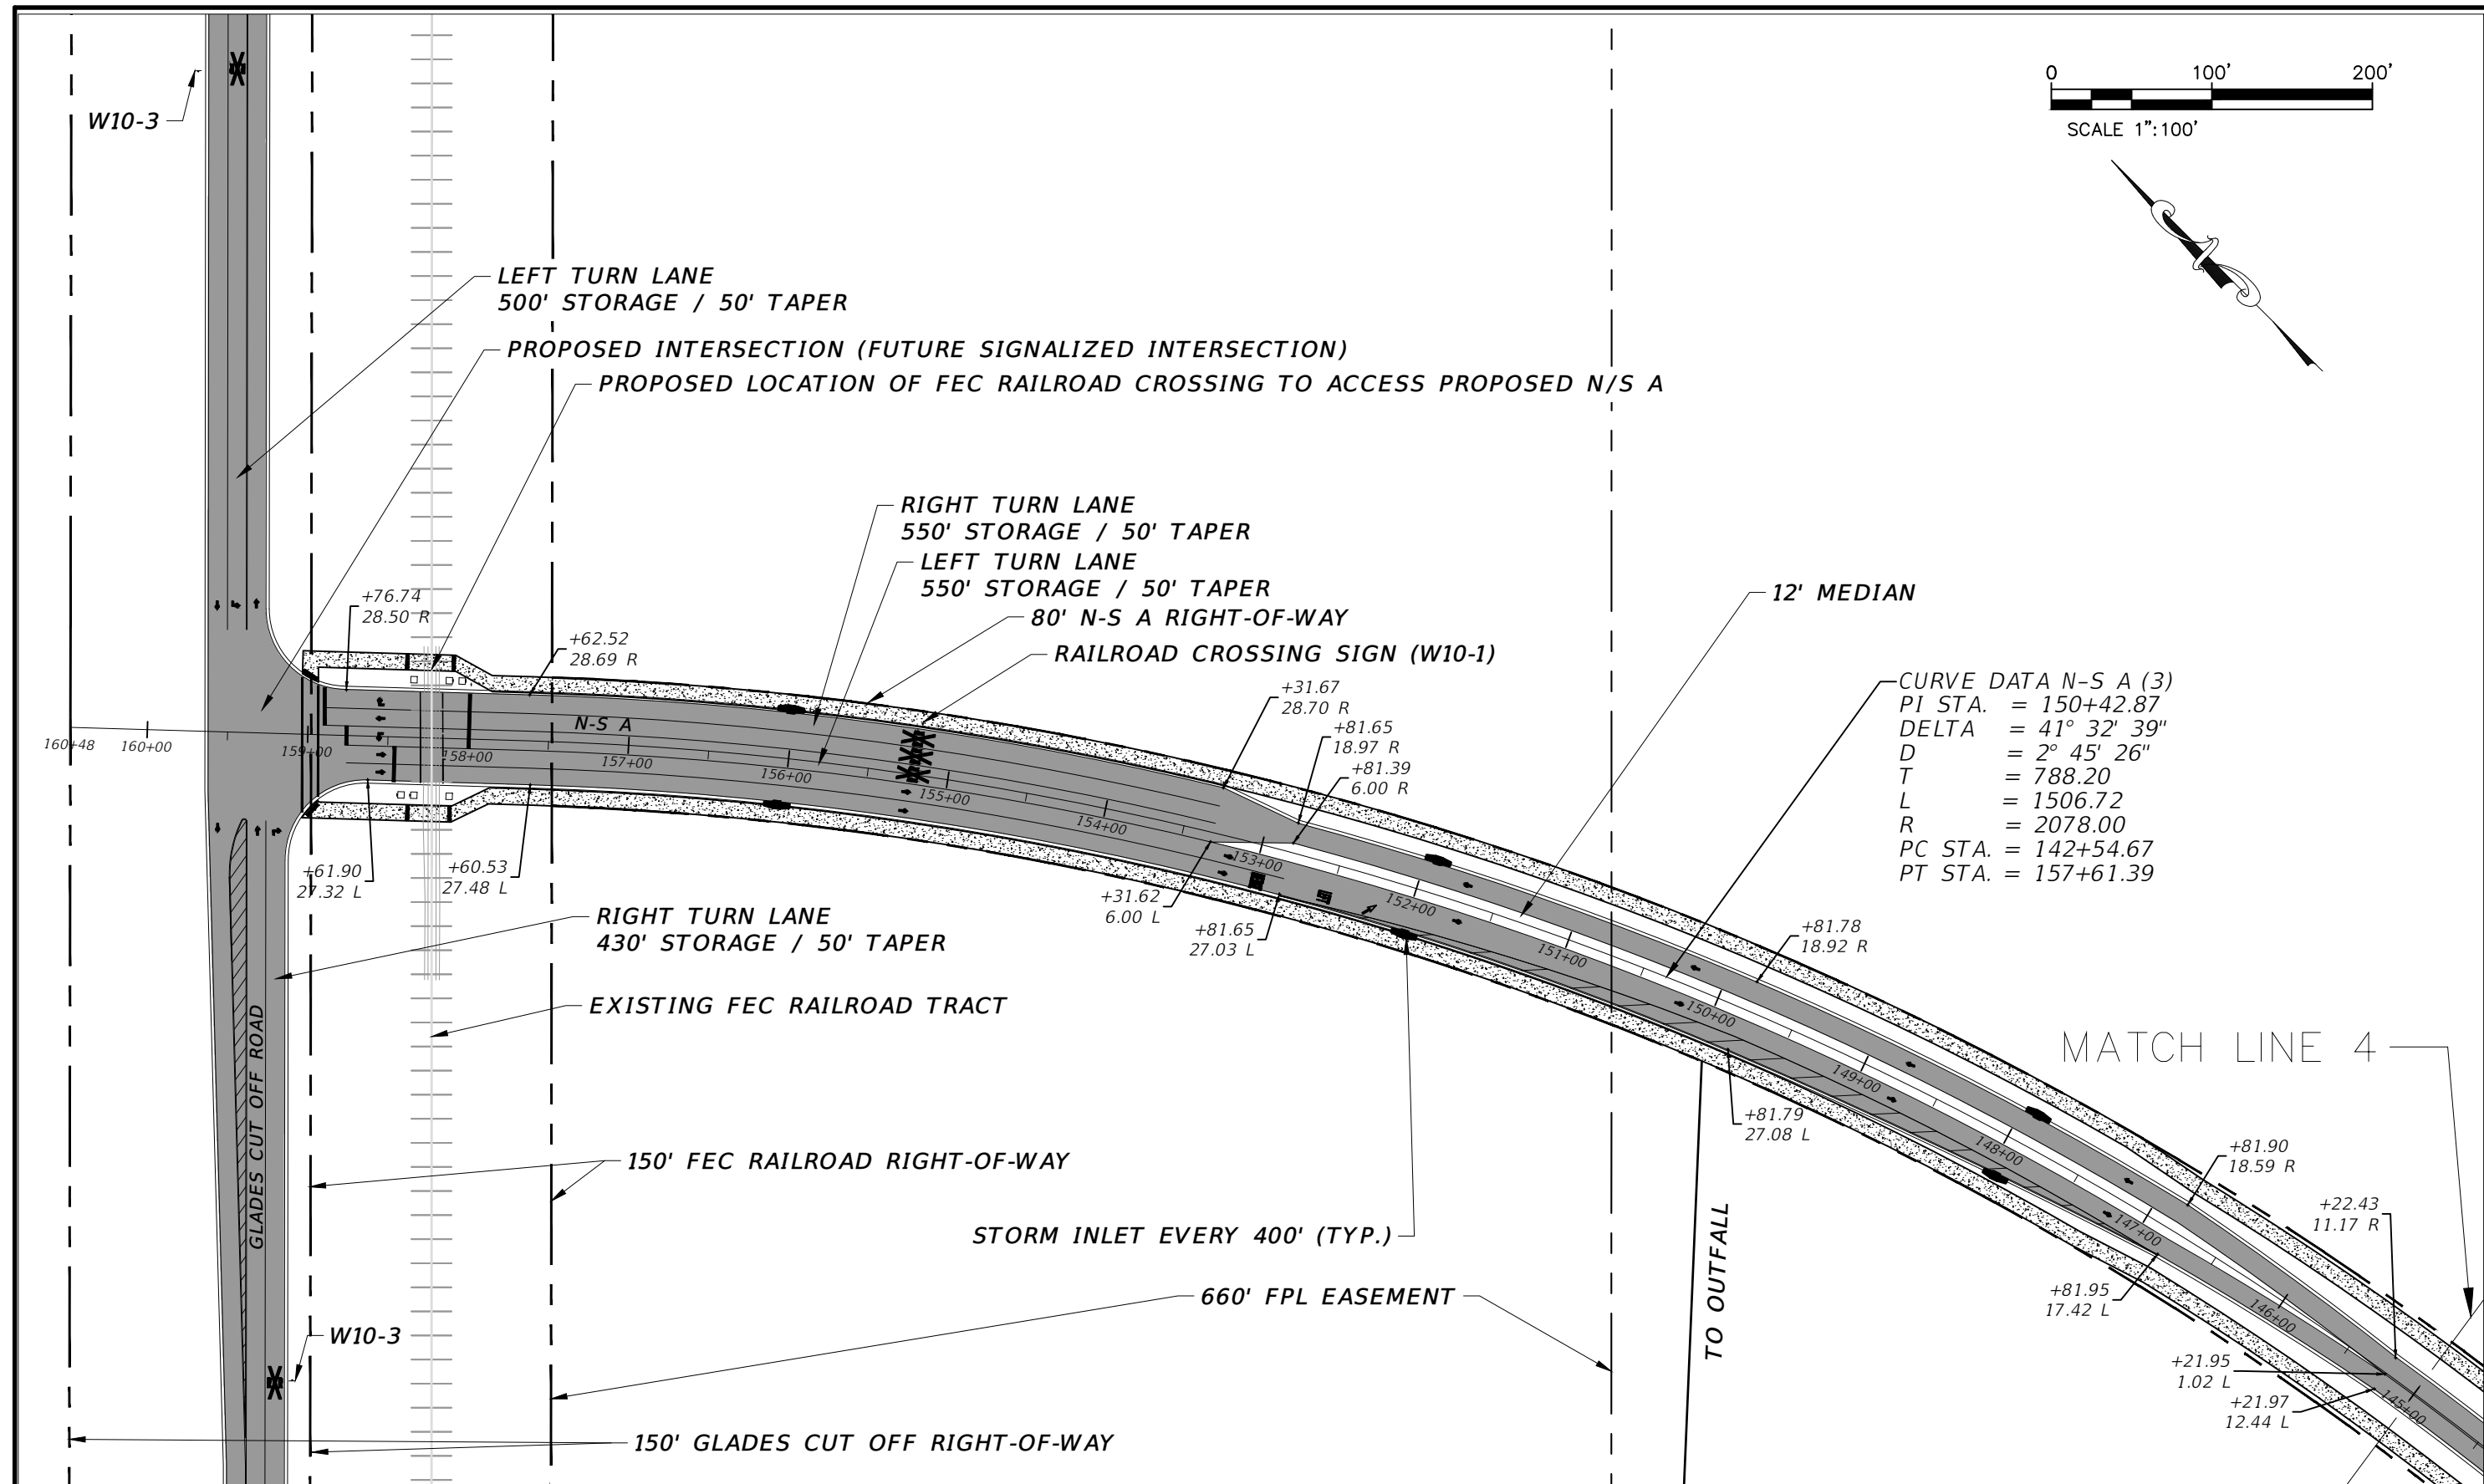 0 100' 200'
SCALE 1":100'
W10-3
LEFT TURN LANE
500' STORAGE / 50' TAPER
PROPOSED INTERSECTION (FUTURE SIGNALIZED INTERSECTION)
PROPOSED LOCATION OF FEC RAILROAD CROSSING TO ACCESS PROPOSED N/S A
RIGHT TURN LANE
550' STORAGE / 50' TAPER
LEFT TURN LANE
550' STORAGE / 50' TAPER
80' N-S A RIGHT-OF-WAY
RAILROAD CROSSING SIGN (W10-1)
12' MEDIAN
+76.74
28.50 R
+62.52
28.69 R
+31.67
28.70 R
+81.65
18.97 R
+81.39
6.00 R
CURVE DATA N-S A (3)
PI STA. = 150+42.87
DELTA = 41° 32' 39"
D = 2° 45' 26"
T = 788.20
L = 1506.72
R = 2078.00
PC STA. = 142+54.67
PT STA. = 157+61.39
N-S A
160+48
160+00
159+00
158+00
157+00
156+00
155+00
154+00
153+00
152+00
151+00
150+00
149+00
148+00
147+00
146+00
145+00
+61.90
27.32 L
+60.53
27.48 L
+31.62
6.00 L
+81.65
27.03 L
+81.78
18.92 R
RIGHT TURN LANE
430' STORAGE / 50' TAPER
EXISTING FEC RAILROAD TRACT
MATCH LINE 4
+81.79
27.08 L
+81.90
18.59 R
+22.43
11.17 R
GLADES CUT OFF ROAD
150' FEC RAILROAD RIGHT-OF-WAY
STORM INLET EVERY 400' (TYP.)
TO OUTFALL
660' FPL EASEMENT
+81.95
17.42 L
+21.95
1.02 L
+21.97
12.44 L
W10-3
150' GLADES CUT OFF RIGHT-OF-WAY